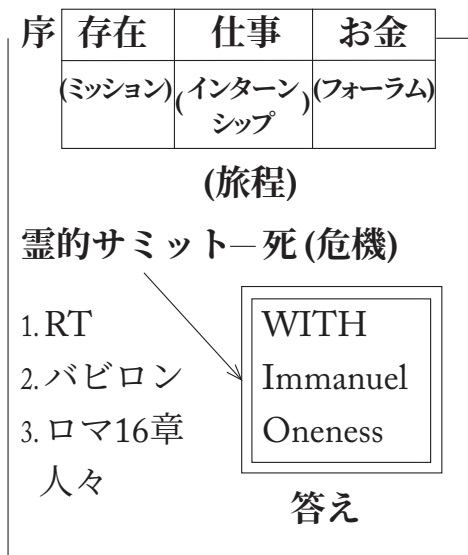 序 存在 仕事 お金
(ミッション) (インターンシップ) (フォーラム)
(旅程)
霊的サミット─死(危機)
1. RT
2. バビロン
3. ロマ16章
人々
WITH
Immanuel
Oneness
答え